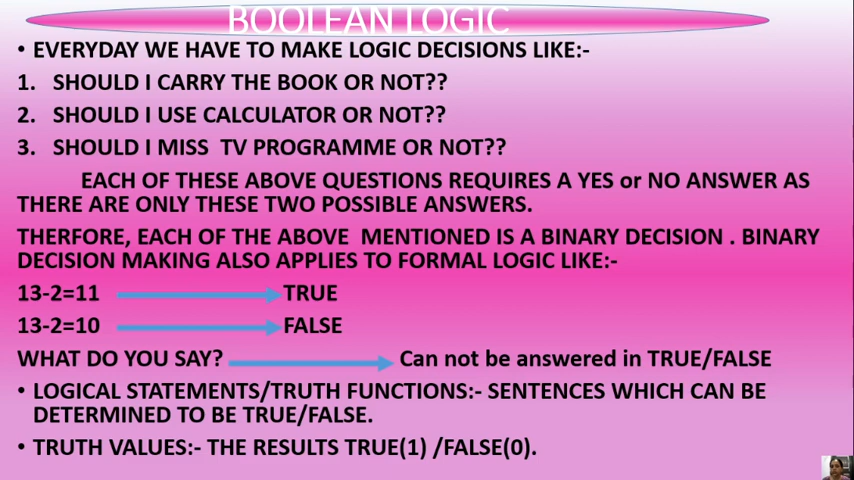 BOOLEAN LOGIC
• EVERYDAY WE HAVE TO MAKE LOGIC DECISIONS LIKE:-
1. SHOULD I CARRY THE BOOK OR NOT??
2. SHOULD I USE CALCULATOR OR NOT??
3. SHOULD I MISS TV PROGRAMME OR NOT??
EACH OF THESE ABOVE QUESTIONS REQUIRES A YES or NO ANSWER AS
THERE ARE ONLY THESE TWO POSSIBLE ANSWERS.
THERFORE, EACH OF THE ABOVE MENTIONED IS A BINARY DECISION . BINARY
DECISION MAKING ALSO APPLIES TO FORMAL LOGIC LIKE:-
13-2=11 TRUE
13-2=10 FALSE
WHAT DO YOU SAY? Can not be answered in TRUE/FALSE
• LOGICAL STATEMENTS/TRUTH FUNCTIONS:- SENTENCES WHICH CAN BE
DETERMINED TO BE TRUE/FALSE.
• TRUTH VALUES:- THE RESULTS TRUE(1) /FALSE(0).